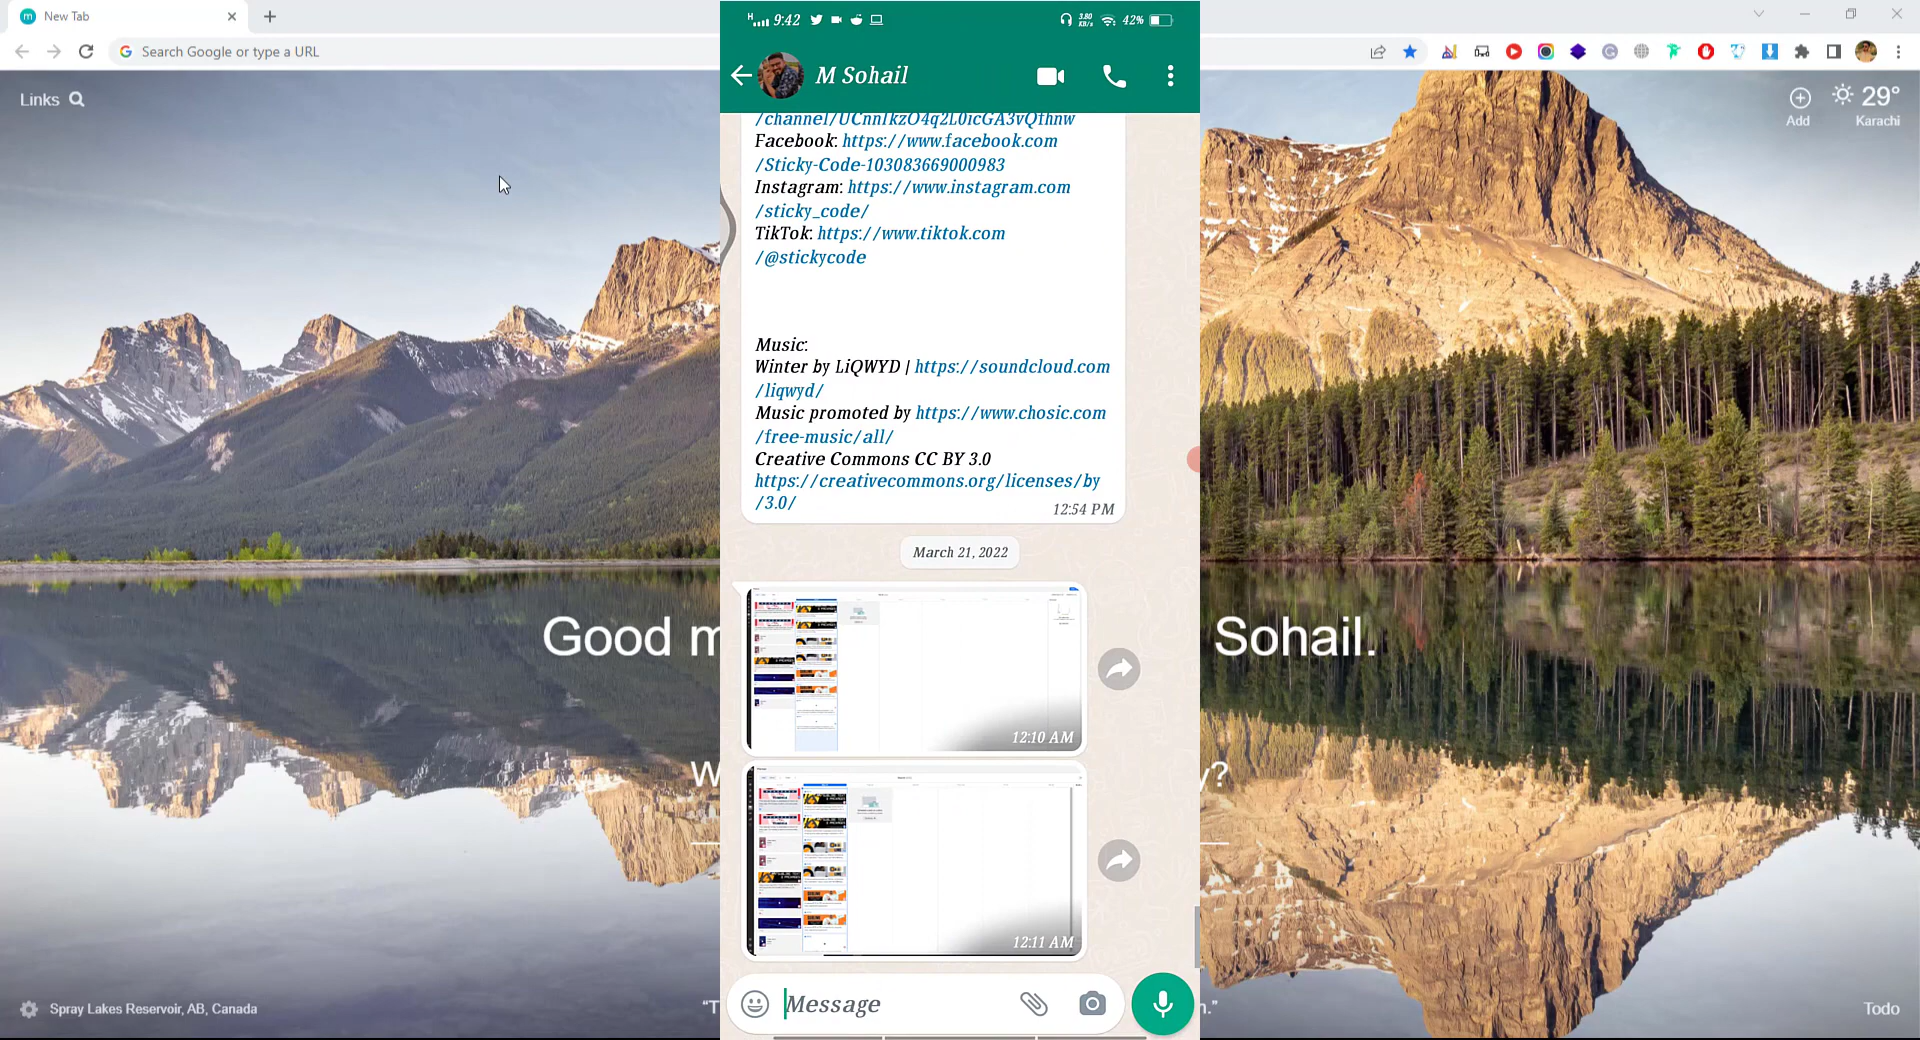 New Tab
Search Google or type a URL
Links
Add
29°
Karachi
H 9:42
3.80 KB/s
42%
M Sohail
/channel/UCnnIkzO4q2L0icGA3vQfhnw
Facebook: https://www.facebook.com
/Sticky-Code-103083669000983
Instagram: https://www.instagram.com
/sticky_code/
TikTok: https://www.tiktok.com
/@stickycode
Music:
Winter by LiQWYD | https://soundcloud.com
/liqwyd/
Music promoted by https://www.chosic.com
/free-music/all/
Creative Commons CC BY 3.0
https://creativecommons.org/licenses/by
/3.0/
12:54 PM
March 21, 2022
12:10 AM
12:11 AM
Message
Good m
Sohail.
W
y?
Spray Lakes Reservoir, AB, Canada
“T
n.”
Todo